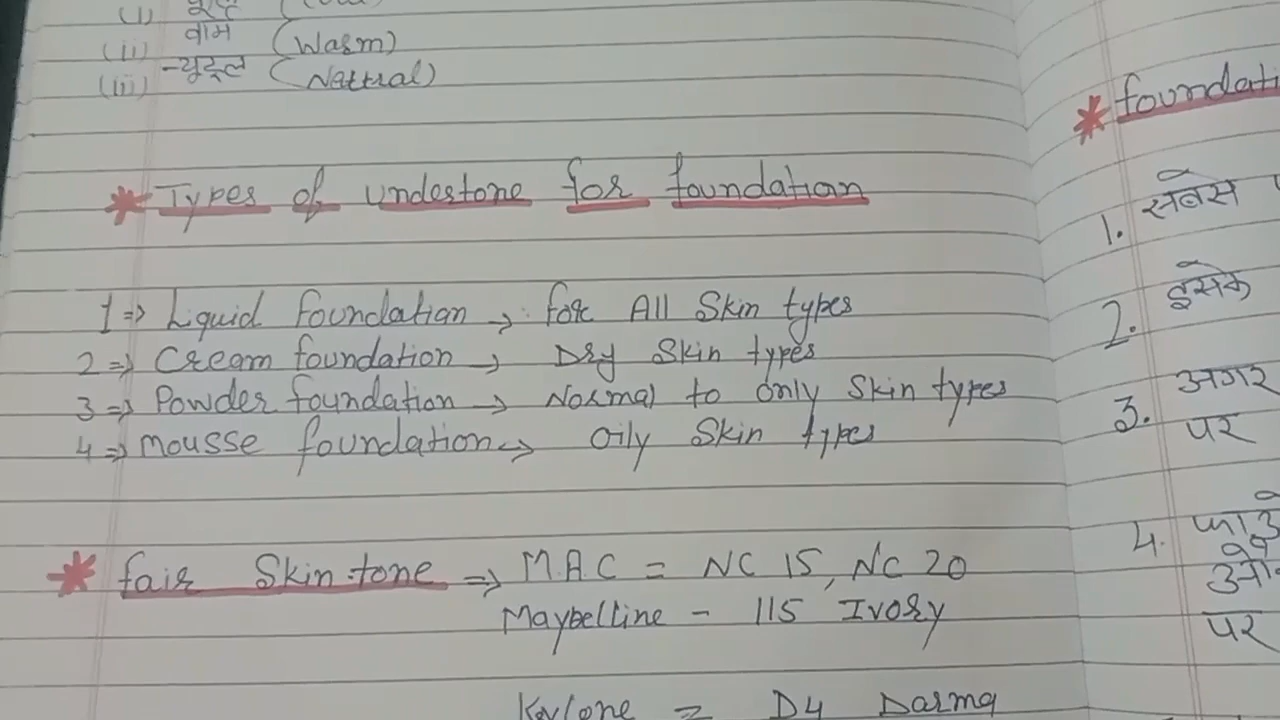 (i)
(ii) वाम (Warm)
(iii) न्युट्रल (Natural)
* Types of Understone for foundation
1 => Liquid foundation → for All Skin types
2 => Cream foundation → Dry Skin types
3 => Powder foundation → Normal to only Skin types
4 => Mousse foundation → Oily Skin types
* fair Skin tone => M.A.C = NC 15, NC 20
Maybelline - 115 Ivory
= D4 Darma
* foundati
1. सबसे
2. इसके
3. अगर
पर
4.
पर